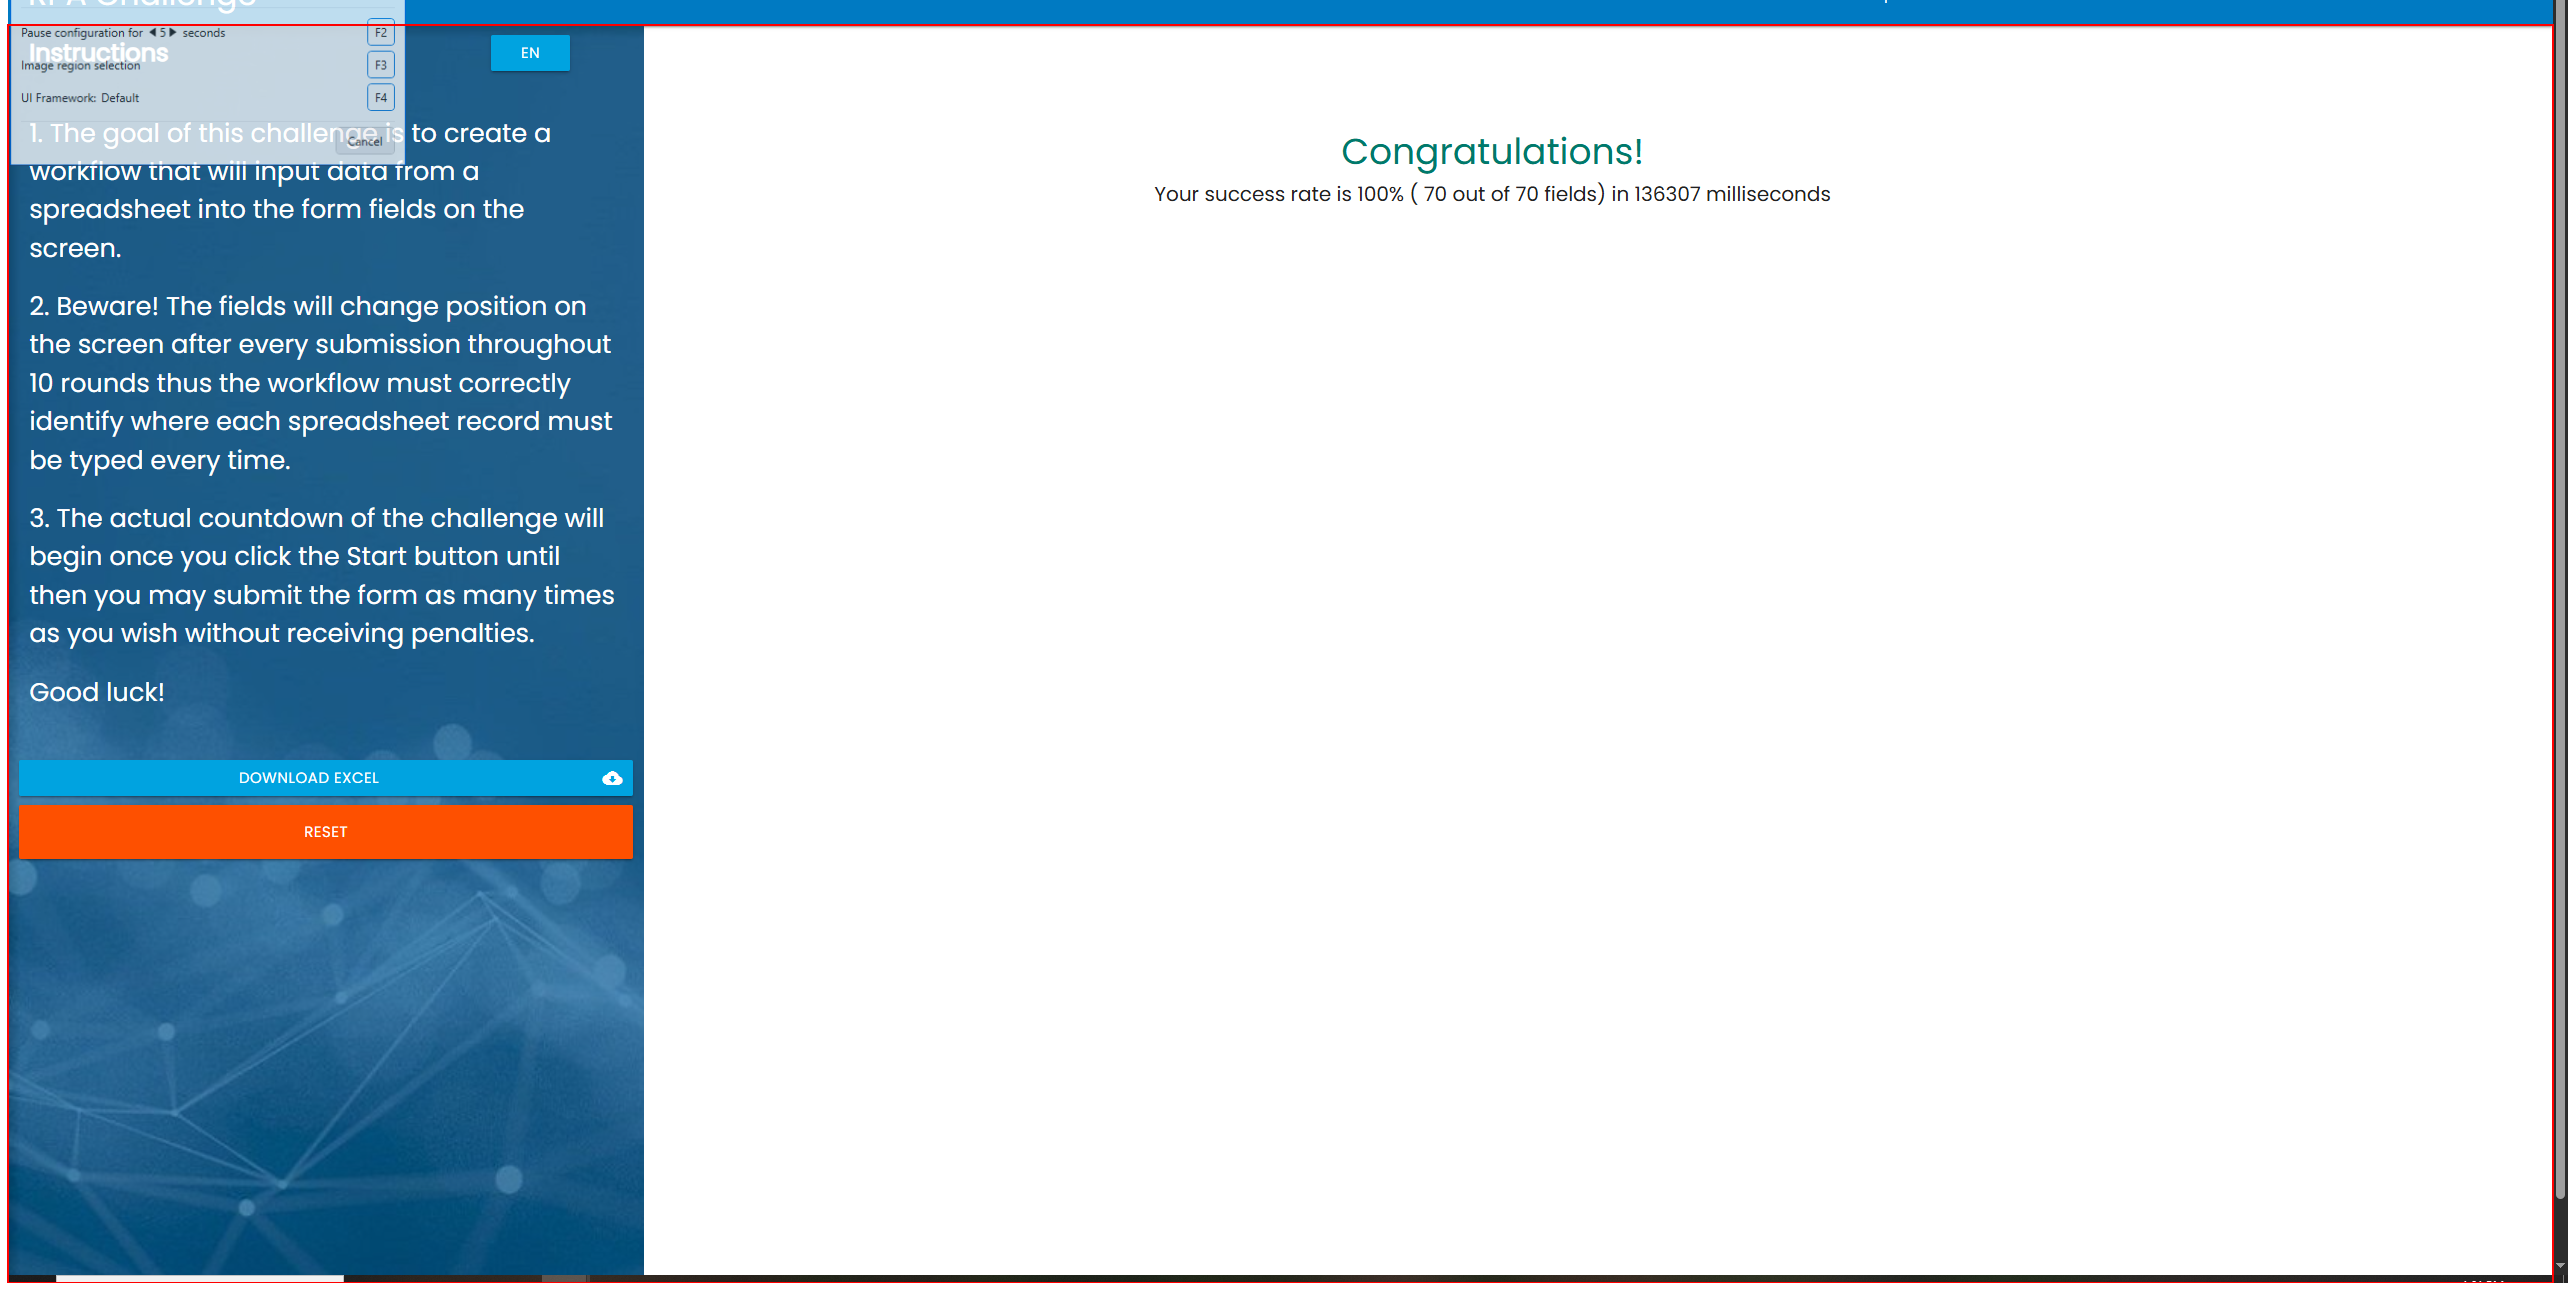 RPA Challenge
Pause configuration for 5 seconds
F2
Instructions
EN
Image region selection
F3
UI Framework: Default
F4
Cancel
1. The goal of this challenge is to create a
workflow that will input data from a
spreadsheet into the form fields on the
screen.
2. Beware! The fields will change position on
the screen after every submission throughout
10 rounds thus the workflow must correctly
identify where each spreadsheet record must
be typed every time.
3. The actual countdown of the challenge will
begin once you click the Start button until
then you may submit the form as many times
as you wish without receiving penalties.
Good luck!
DOWNLOAD EXCEL
RESET
Congratulations!
Your success rate is 100% ( 70 out of 70 fields) in 136307 milliseconds